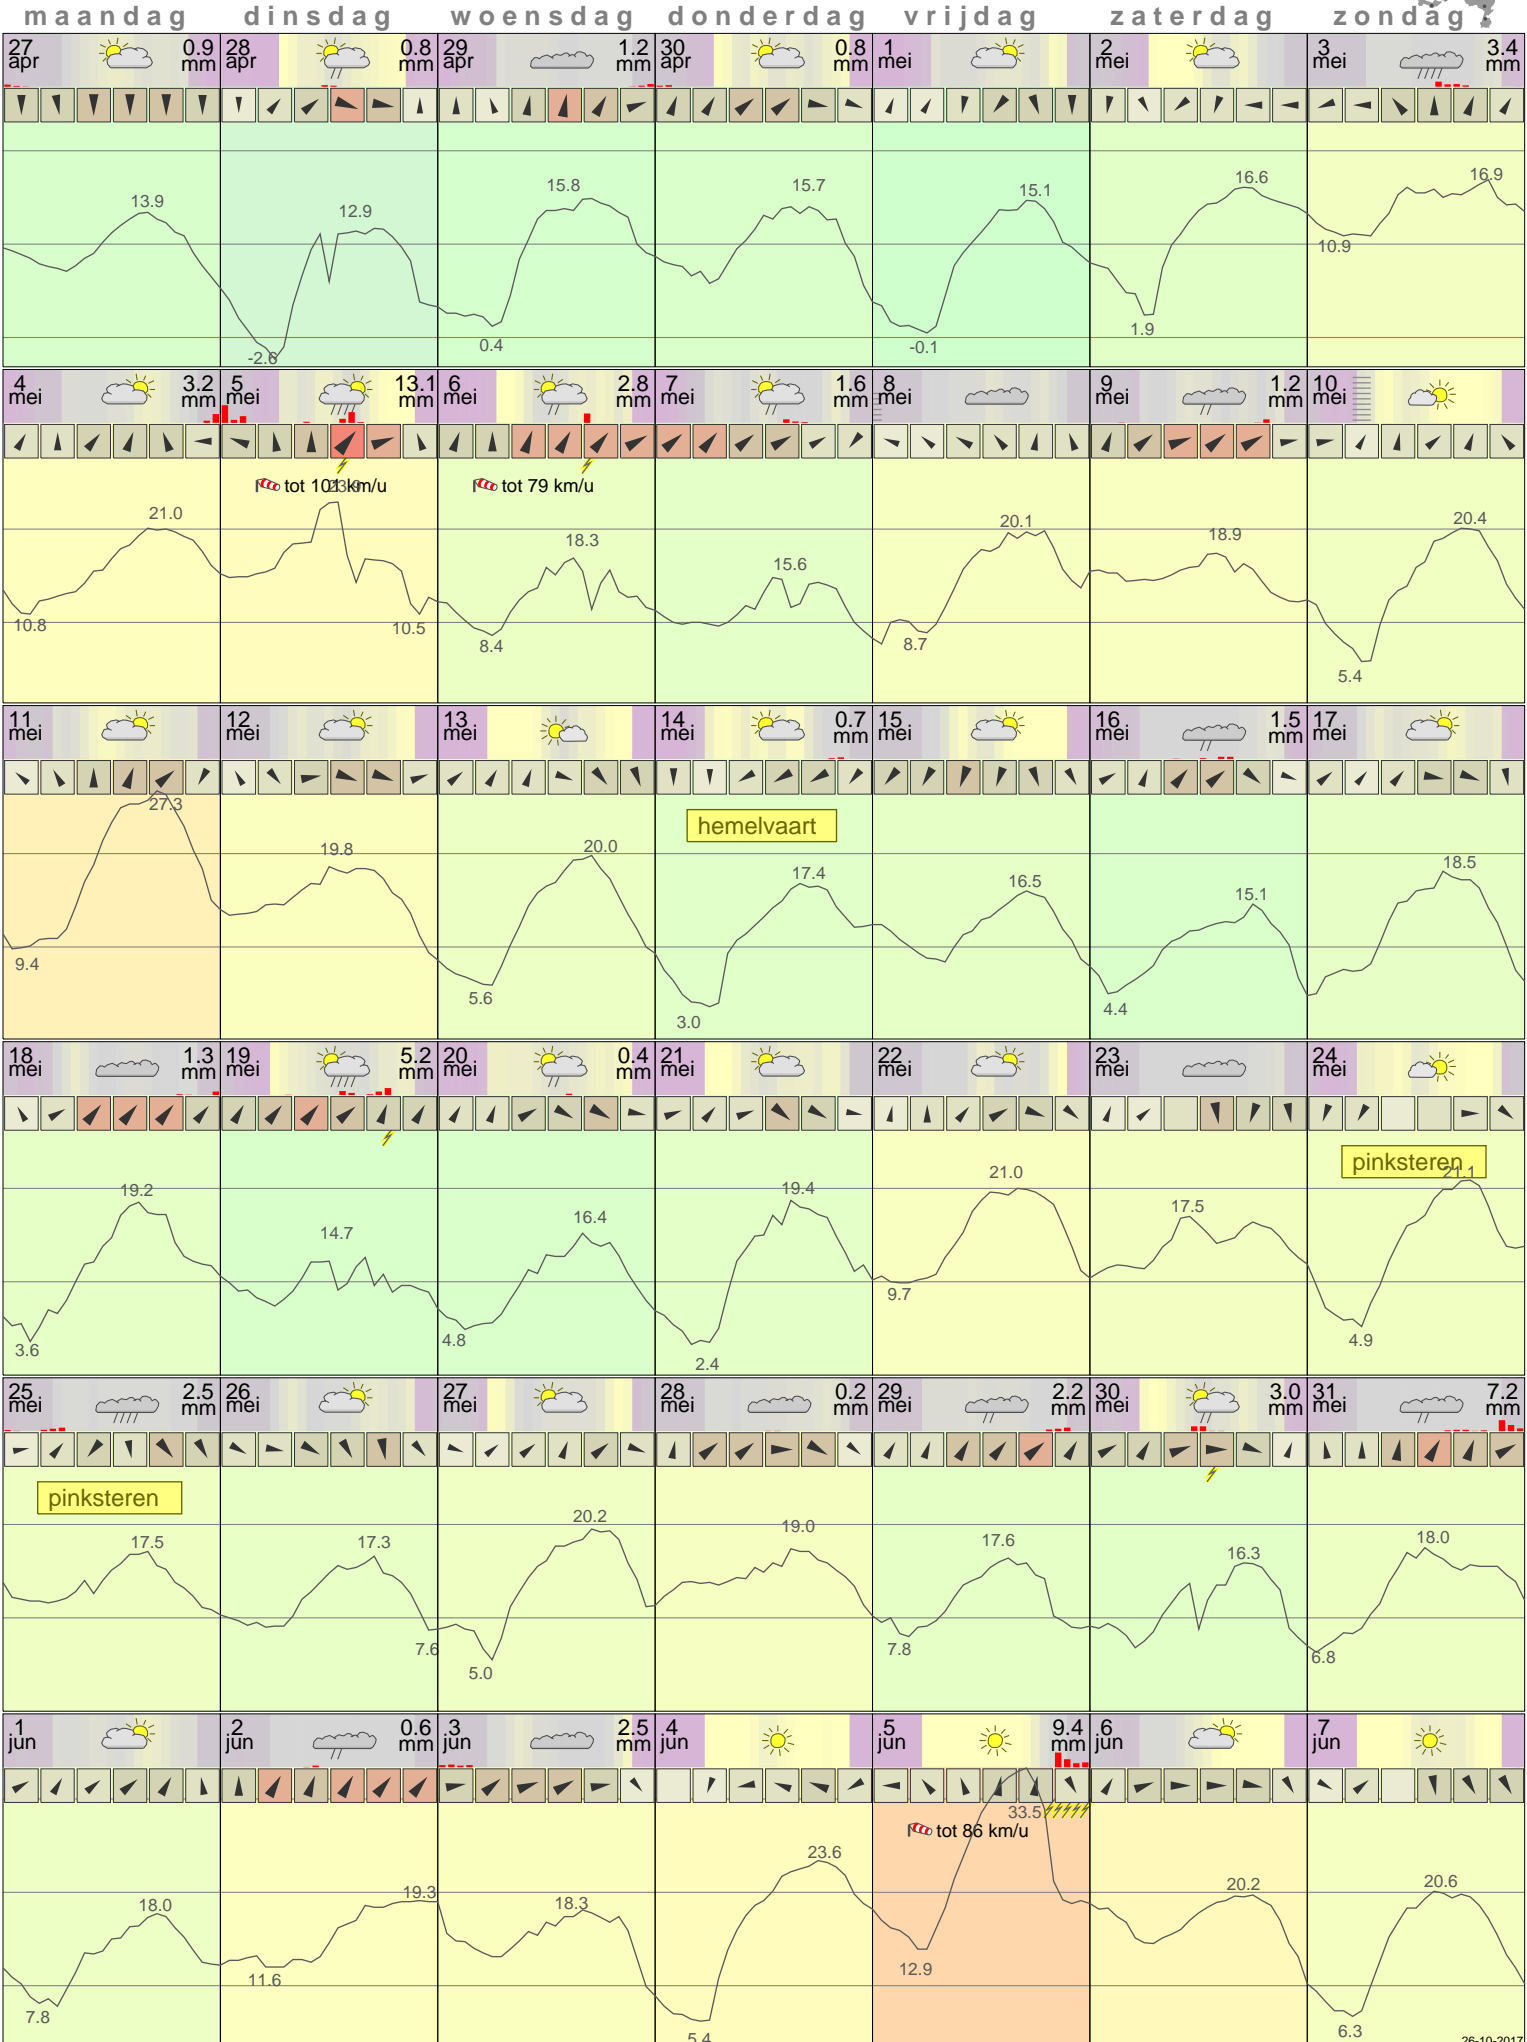 maandag dinsdag woensdag donderdag vrijdag zaterdag zondag
27 0.9 28 0.8 29 1.2 30 0.8 1 2 3 3.4
apr mm apr mm apr mm apr mm mei mei mei mm
13.9 12.9 15.8 15.7 15.1 16.6 16.9
-2.6 0.4 -0.1 1.9 10.9
4 3.2 5 13.1 6 2.8 7 1.6 8 9 1.2 10
mei mm mei mm mei mm mei mm mei mei mm mei
tot 101 km/u tot 79 km/u
21.0 23.9 18.3 15.6 20.1 18.9 20.4
10.8 10.5 8.4 8.7 5.4
11 12 13 14 0.7 15 16 1.5 17
mei mei mei mei mm mei mei mm mei
hemelvaart
27.3 19.8 20.0 17.4 16.5 15.1 18.5
9.4 5.6 3.0 4.4
18 1.3 19 5.2 20 0.4 21 22 23 24
mei mm mei mm mei mm mei mei mei mei
pinksteren
19.2 14.7 16.4 19.4 21.0 17.5 21.1
3.6 4.8 2.4 9.7 4.9
25 2.5 26 27 28 0.2 29 2.2 30 3.0 31 7.2
mei mm mei mei mei mm mei mm mei mm mei mm
pinksteren
17.5 17.3 20.2 19.0 17.6 16.3 18.0
7.6 5.0 7.8 6.8
1 2 0.6 3 2.5 4 5 9.4 6 7
jun jun mm jun mm jun jun mm jun jun
tot 86 km/u
18.0 19.3 18.3 23.6 33.5 20.2 20.6
7.8 11.6 5.4 12.9 6.3
26-10-2017